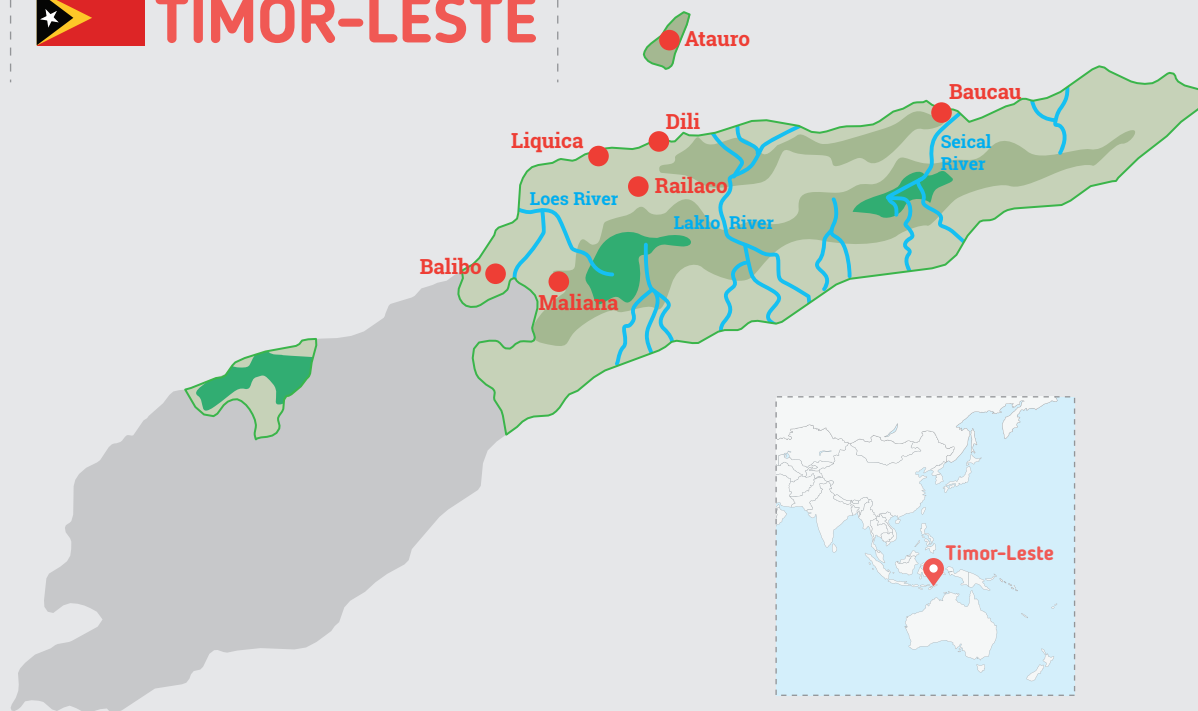 TIMOR-LESTE
Atauro
Baucau
Dili
Liquica
Seical
River
Railaco
Loes River
Laklo River
Balibo
Maliana
Timor-Leste